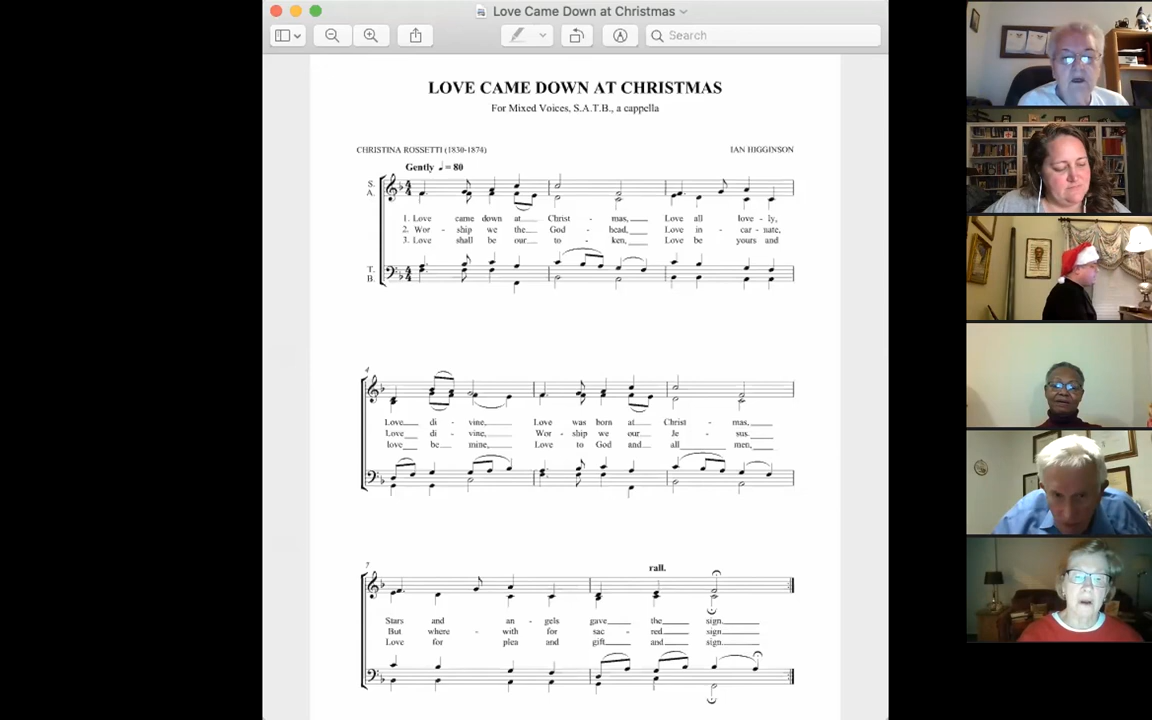 Love Came Down at Christmas
Search
LOVE CAME DOWN AT CHRISTMAS
For Mixed Voices, S.A.T.B., a cappella
CHRISTINA ROSSETTI (1830-1874) IAN HIGGINSON
Gently ♩= 80
S.
A.
1. Love came down at Christ - mas, Love all love - ly,
2. Wor - ship we the God - head, Love in - car - nate,
3. Love shall be our to - ken, Love be yours and
T.
B.
4
Love di - vine, Love was born at Christ - mas,
Love di - vine, Wor - ship we our Je - sus.
love be mine, Love to God and all men,
7
rall.
Stars and an - gels gave the sign.
But where - with for sac - red sign.
Love for plea and gift and sign.